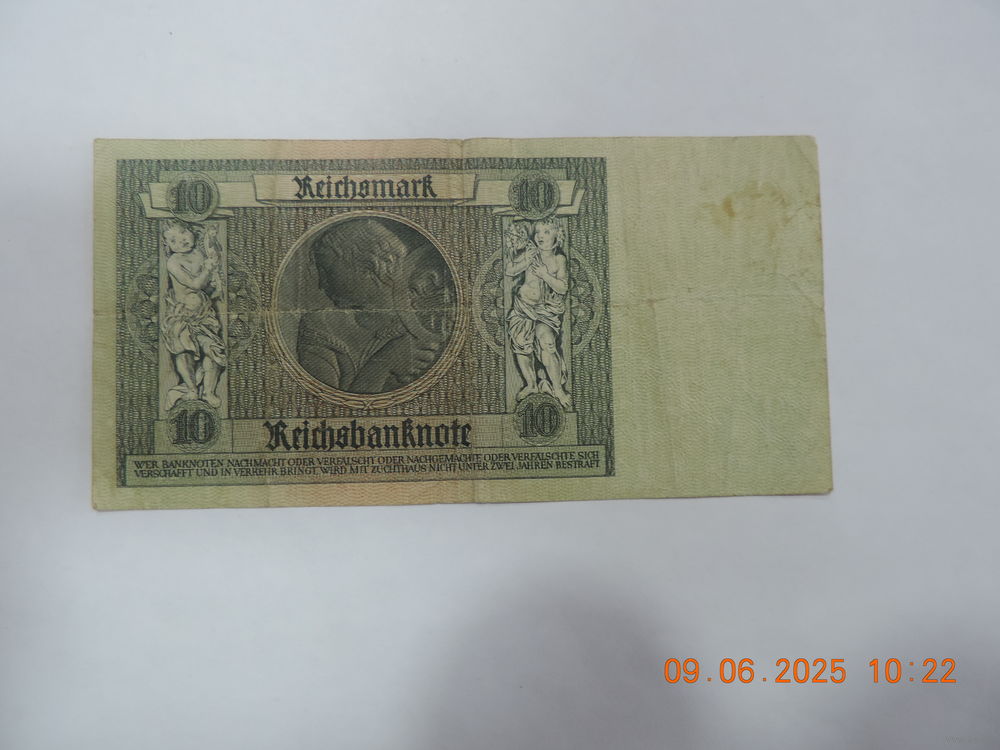 10 Reichsmark 10
10 Reichsbanknote 10
WER BANKNOTEN NACHMACHT ODER VERFÄLSCHT ODER NACHGEMACHTE ODER VERFÄLSCHTE SICH
VERSCHAFFT UND IN VERKEHR BRINGT, WIRD MIT ZUCHTHAUS NICHT UNTER ZWEI JAHREN BESTRAFT
09.06.2025 10:22